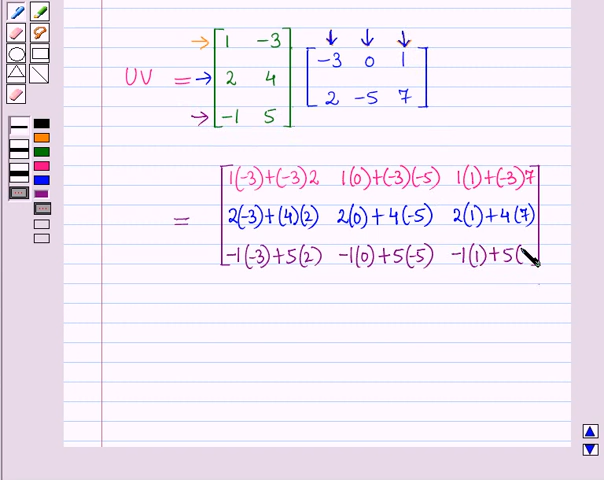 1 -3 -3 0 1
UV = 2 4 2 -5 7
-1 5
1(-3)+(-3)2 1(0)+(-3)(-5) 1(1)+(-3)7
= 2(-3)+(4)(2) 2(0)+4(-5) 2(1)+4(7)
-1(-3)+5(2) -1(0)+5(-5) -1(1)+5(